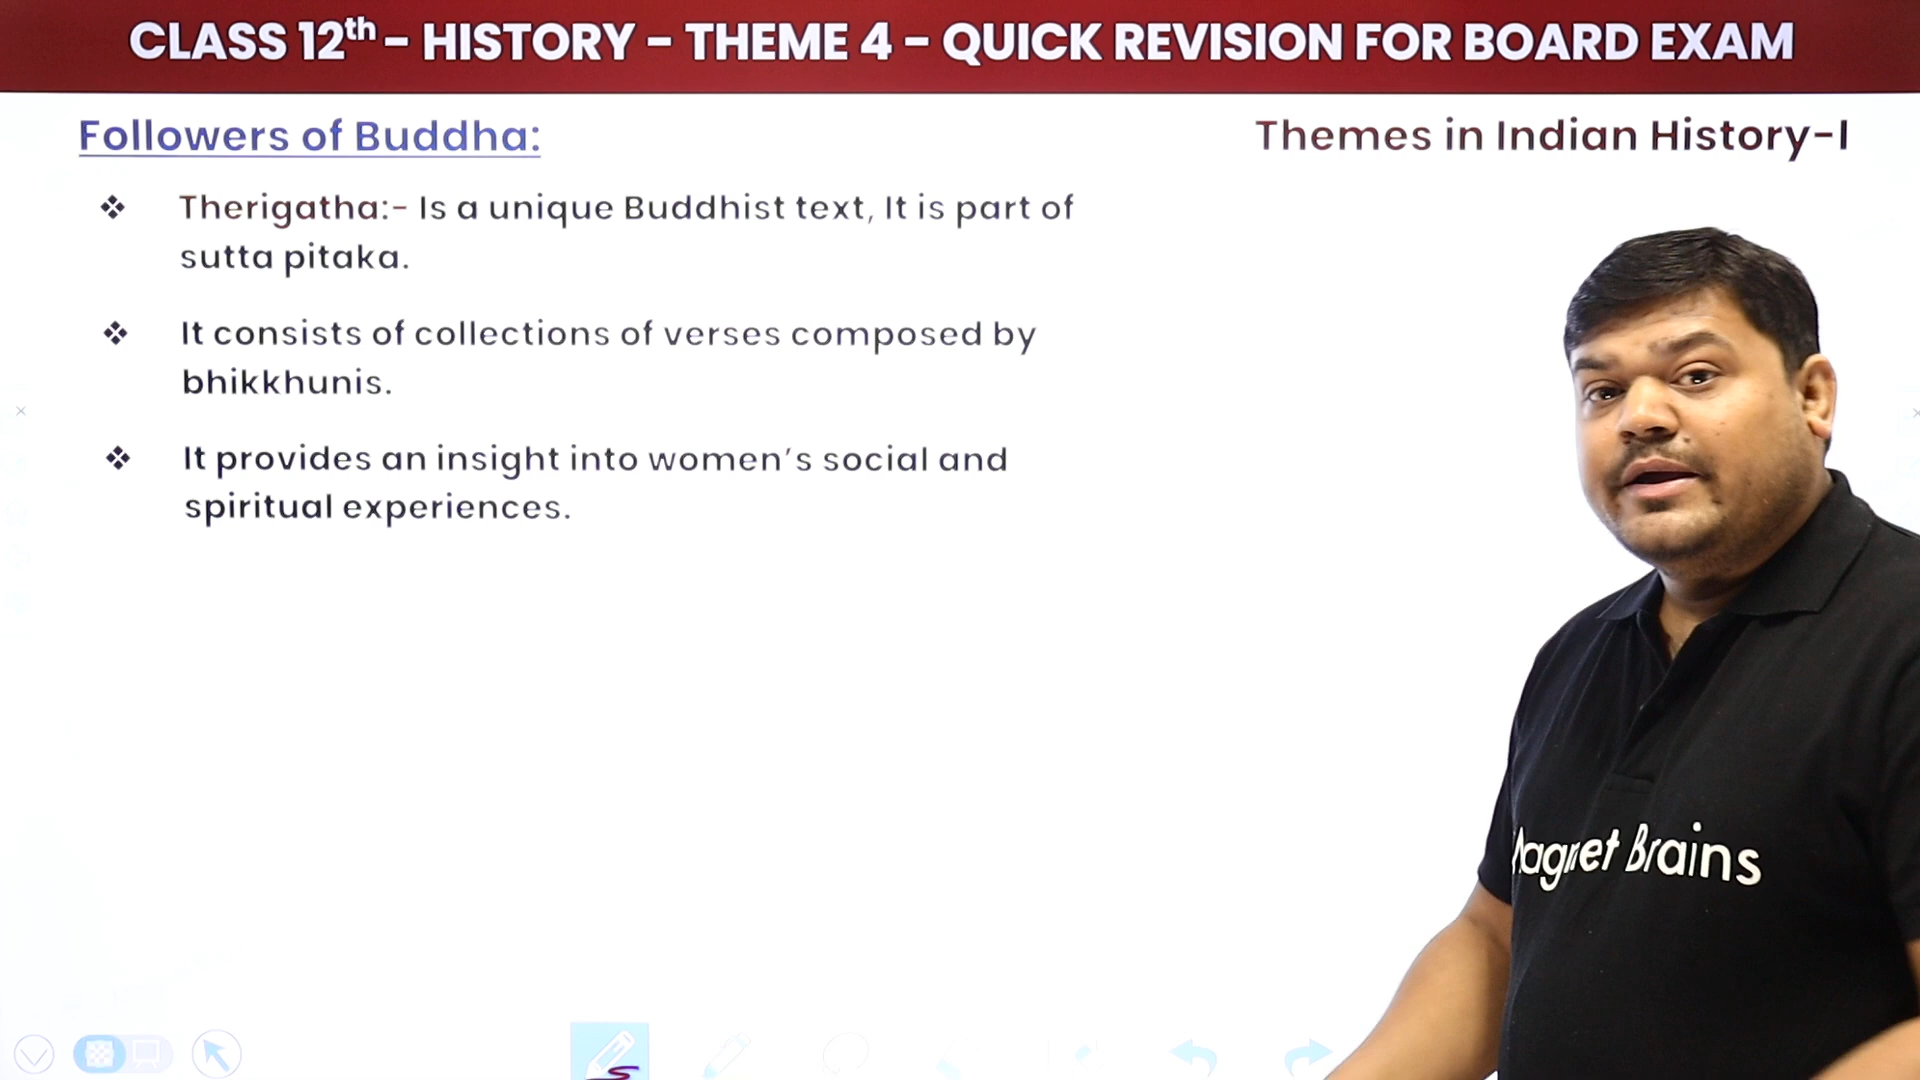 CLASS 12th - HISTORY - THEME 4 - QUICK REVISION FOR BOARD EXAM
Followers of Buddha:
Themes in Indian History-I
❖ Therigatha:- Is a unique Buddhist text, It is part of
sutta pitaka.
❖ It consists of collections of verses composed by
bhikkhunis.
❖ It provides an insight into women's social and
spiritual experiences.
Magnet Brains